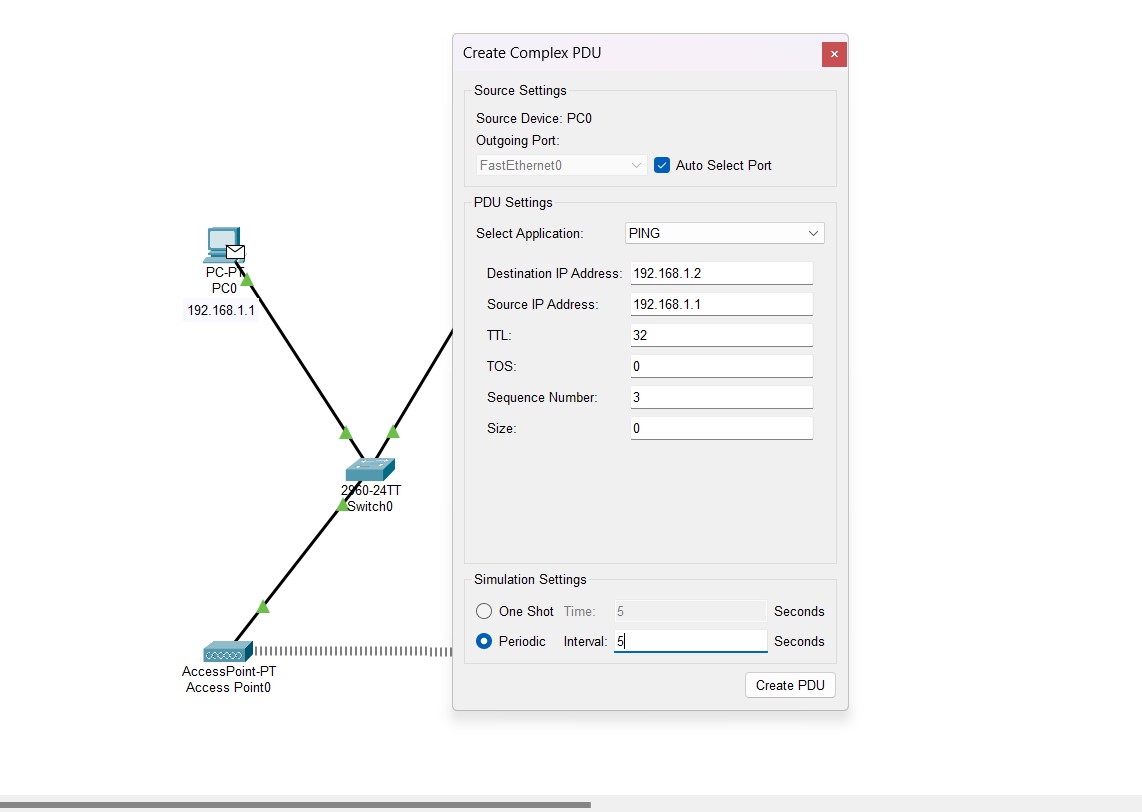 Create Complex PDU
Source Settings
Source Device: PC0
Outgoing Port:
FastEthernet0 Auto Select Port
PDU Settings
Select Application: PING
Destination IP Address: 192.168.1.2
Source IP Address: 192.168.1.1
TTL: 32
TOS: 0
Sequence Number: 3
Size: 0
Simulation Settings
One Shot Time: 5 Seconds
Periodic Interval: 5 Seconds
Create PDU
PC-PT
PC0
192.168.1.1
2960-24TT
Switch0
AccessPoint-PT
Access Point0